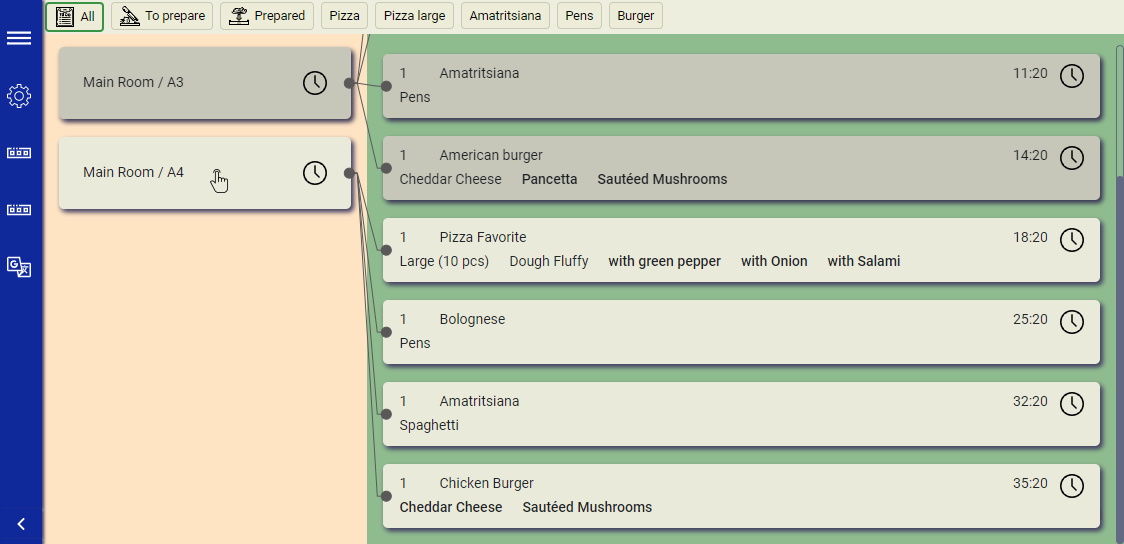 All To prepare Prepared Pizza Pizza large Amatritsiana Pens Burger
Main Room / A3
Main Room / A4
1 Amatritsiana 11:20
Pens
1 American burger 14:20
Cheddar Cheese Pancetta Sautéed Mushrooms
1 Pizza Favorite 18:20
Large (10 pcs) Dough Fluffy with green pepper with Onion with Salami
1 Bolognese 25:20
Pens
1 Amatritsiana 32:20
Spaghetti
1 Chicken Burger 35:20
Cheddar Cheese Sautéed Mushrooms